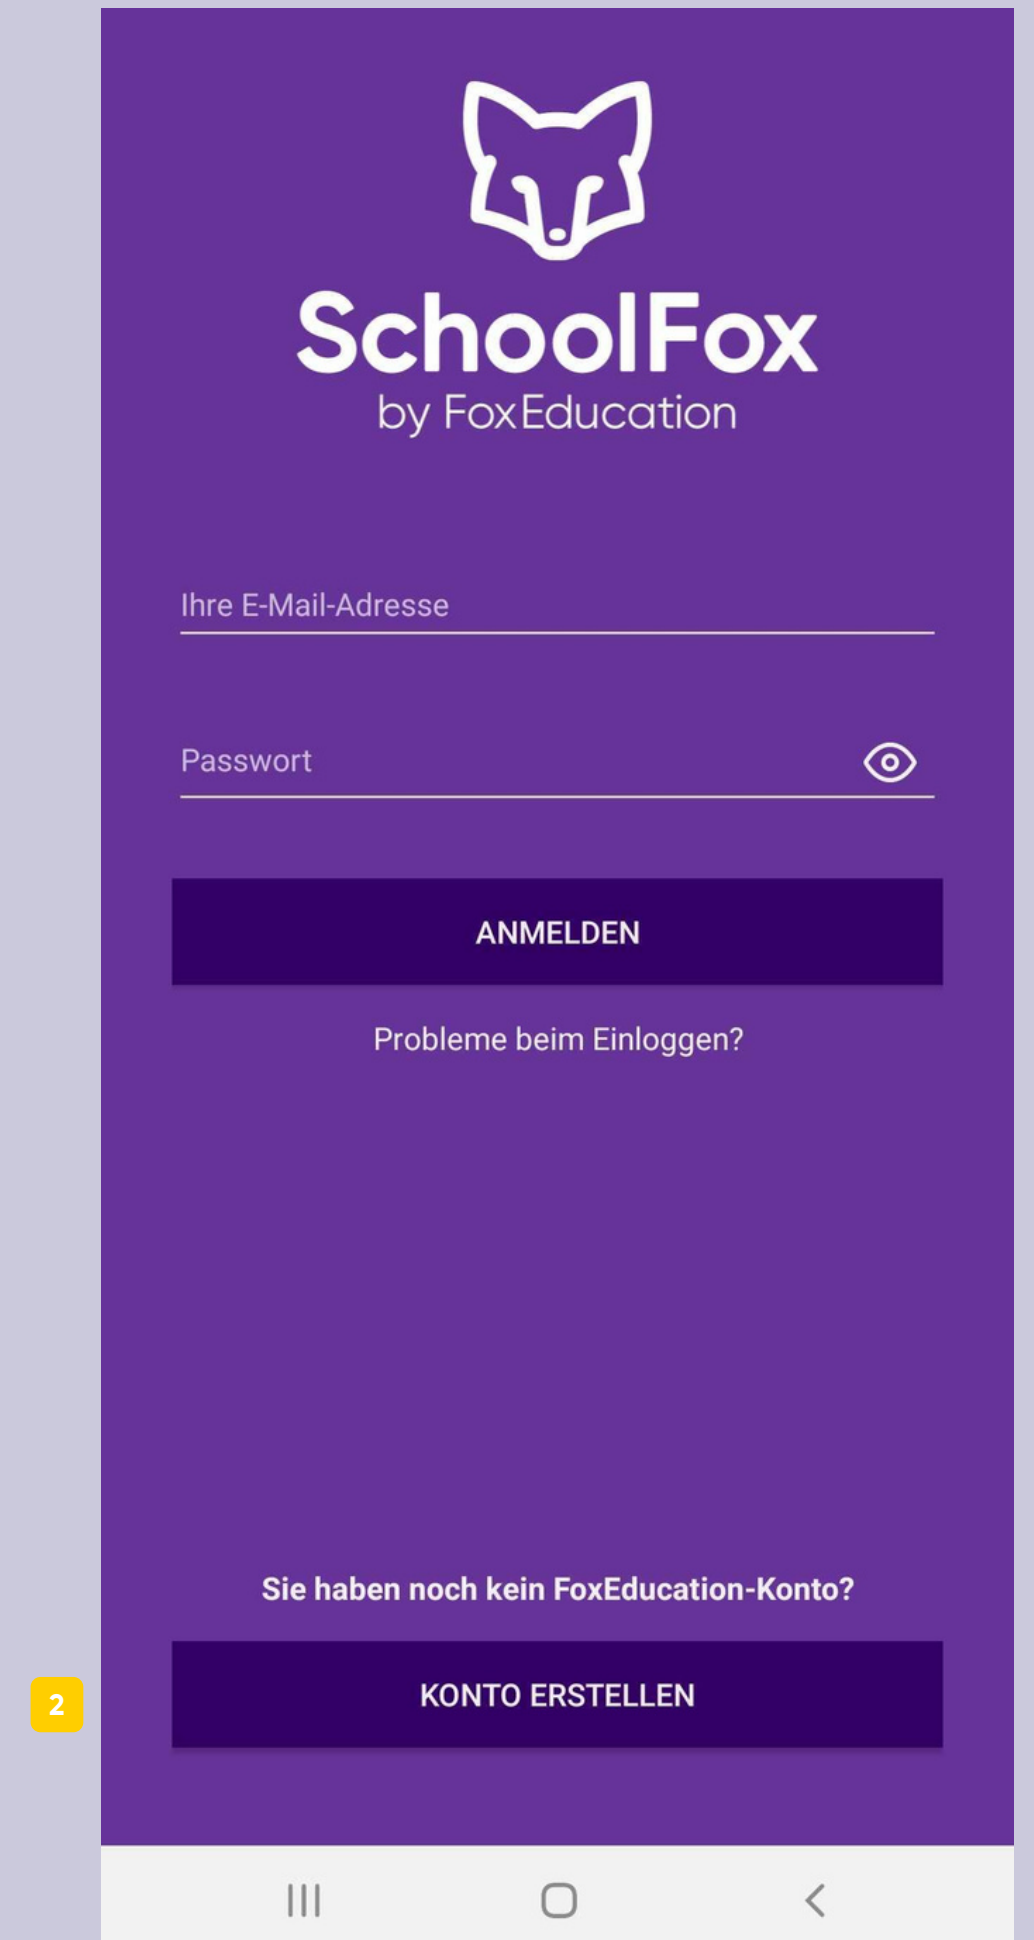 SchoolFox
by FoxEducation
Ihre E-Mail-Adresse
Passwort
ANMELDEN
Probleme beim Einloggen?
Sie haben noch kein FoxEducation-Konto?
2
KONTO ERSTELLEN